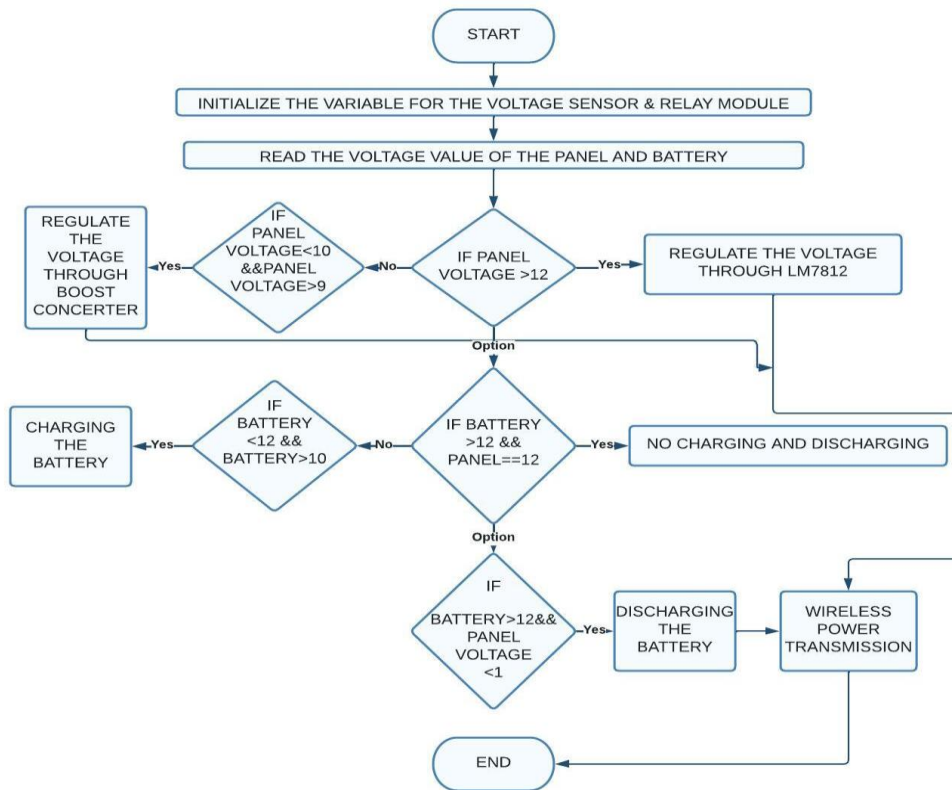 START
INITIALIZE THE VARIABLE FOR THE VOLTAGE SENSOR & RELAY MODULE
READ THE VOLTAGE VALUE OF THE PANEL AND BATTERY
REGULATE
THE
VOLTAGE
THROUGH
BOOST
CONCERTER
Yes
IF
PANEL
VOLTAGE<10
&&PANEL
VOLTAGE>9
No
IF PANEL
VOLTAGE >12
Yes
REGULATE THE VOLTAGE
THROUGH LM7812
Option
CHARGING
THE
BATTERY
Yes
IF
BATTERY
<12 &&
BATTERY>10
No
IF BATTERY
>12 &&
PANEL==12
Yes
NO CHARGING AND DISCHARGING
Option
IF
BATTERY>12&&
PANEL
VOLTAGE
<1
Yes
DISCHARGING
THE
BATTERY
WIRELESS
POWER
TRANSMISSION
END